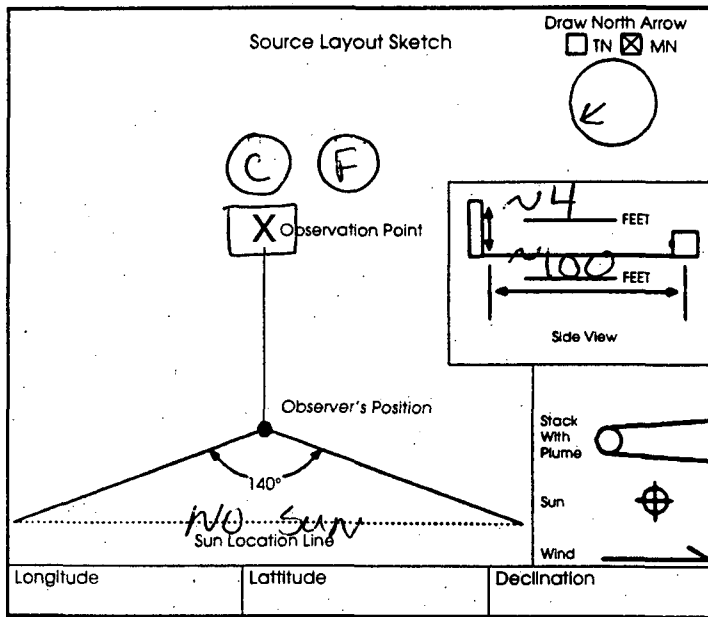 Draw North Arrow
Source Layout Sketch
☐ TN ☒ MN
C F
X Observation Point
~4 FEET
~100 FEET
Side View
Observer's Position
140°
NO SUN
Sun Location Line
Stack
With
Plume
Sun
Wind
Longitude Lattitude Declination